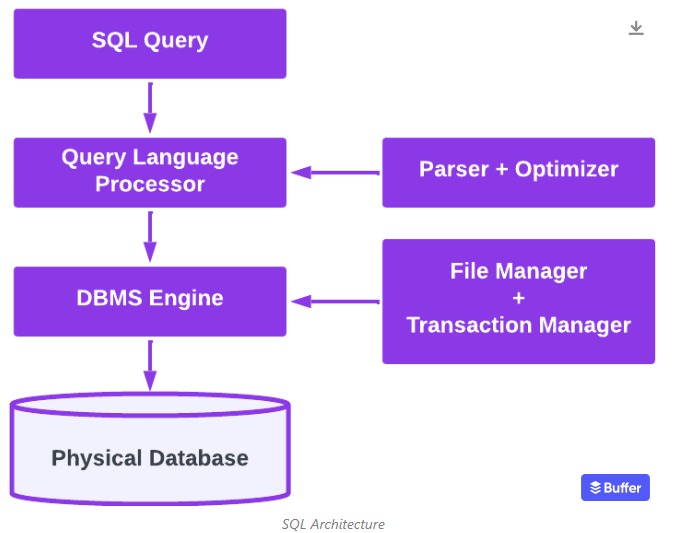 SQL Query
Query Language
Processor
Parser + Optimizer
DBMS Engine
File Manager
+
Transaction Manager
Physical Database
Buffer
SQL Architecture